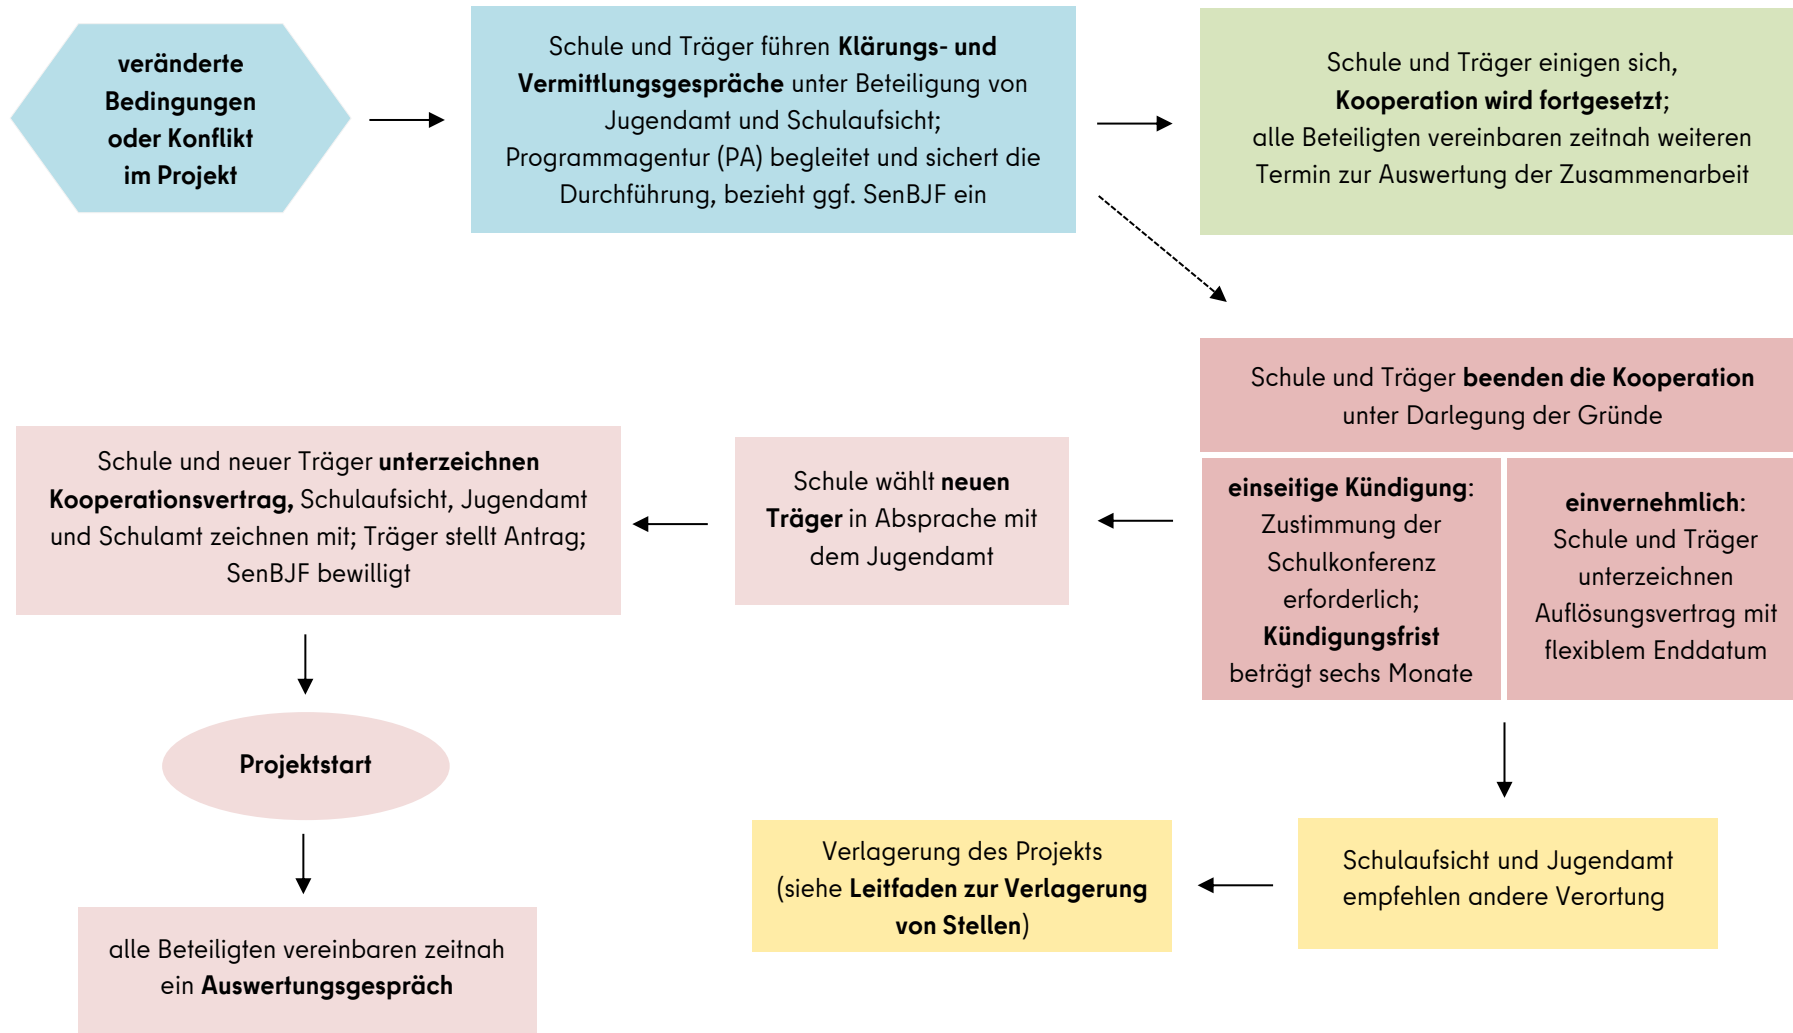 veränderte
Bedingungen
oder Konflikt
im Projekt
Schule und Träger führen Klärungs- und
Vermittlungsgespräche unter Beteiligung von
Jugendamt und Schulaufsicht;
Programmagentur (PA) begleitet und sichert die
Durchführung, bezieht ggf. SenBJF ein
Schule und Träger einigen sich,
Kooperation wird fortgesetzt;
alle Beteiligten vereinbaren zeitnah weiteren
Termin zur Auswertung der Zusammenarbeit
Schule und Träger beenden die Kooperation
unter Darlegung der Gründe
einseitige Kündigung:
Zustimmung der
Schulkonferenz
erforderlich;
Kündigungsfrist
beträgt sechs Monate
einvernehmlich:
Schule und Träger
unterzeichnen
Auflösungsvertrag mit
flexiblem Enddatum
Schule wählt neuen
Träger in Absprache mit
dem Jugendamt
Schule und neuer Träger unterzeichnen
Kooperationsvertrag, Schulaufsicht, Jugendamt
und Schulamt zeichnen mit; Träger stellt Antrag;
SenBJF bewilligt
Projektstart
alle Beteiligten vereinbaren zeitnah
ein Auswertungsgespräch
Schulaufsicht und Jugendamt
empfehlen andere Verortung
Verlagerung des Projekts
(siehe Leitfaden zur Verlagerung
von Stellen)